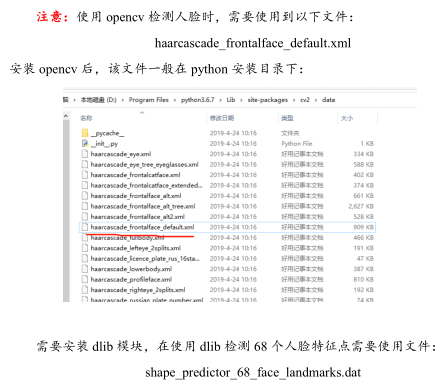 注意：使用 opencv 检测人脸时，需要使用到以下文件：
haarcascade_frontalface_default.xml
安装 opencv 后，该文件一般在 python 安装目录下：
本地磁盘 (D:) › Program Files › python3.6.7 › Lib › site-packages › cv2 › data
名称 修改日期 类型 大小
__pycache__ 2019-4-24 10:16 文件夹
__init__.py 2019-4-24 10:16 Python File 1 KB
haarcascade_eye.xml 2019-4-24 10:16 好用记事本文档 334 KB
haarcascade_eye_tree_eyeglasses.xml 2019-4-24 10:16 好用记事本文档 588 KB
haarcascade_frontalcatface.xml 2019-4-24 10:16 好用记事本文档 402 KB
haarcascade_frontalcatface_extended... 2019-4-24 10:16 好用记事本文档 374 KB
haarcascade_frontalface_alt.xml 2019-4-24 10:16 好用记事本文档 661 KB
haarcascade_frontalface_alt_tree.xml 2019-4-24 10:16 好用记事本文档 2,627 KB
haarcascade_frontalface_alt2.xml 2019-4-24 10:16 好用记事本文档 528 KB
haarcascade_frontalface_default.xml 2019-4-24 10:16 好用记事本文档 909 KB
haarcascade_fullbody.xml 2019-4-24 10:16 好用记事本文档 466 KB
haarcascade_lefteye_2splits.xml 2019-4-24 10:16 好用记事本文档 191 KB
haarcascade_licence_plate_rus_16sta... 2019-4-24 10:16 好用记事本文档 47 KB
haarcascade_lowerbody.xml 2019-4-24 10:16 好用记事本文档 387 KB
haarcascade_profileface.xml 2019-4-24 10:16 好用记事本文档 810 KB
haarcascade_righteye_2splits.xml 2019-4-24 10:16 好用记事本文档 192 KB
haarcascade_russian_plate_number.xml 2019-4-24 10:16 好用记事本文档 74 KB
需要安装 dlib 模块，在使用 dlib 检测 68 个人脸特征点需要使用文件：
shape_predictor_68_face_landmarks.dat